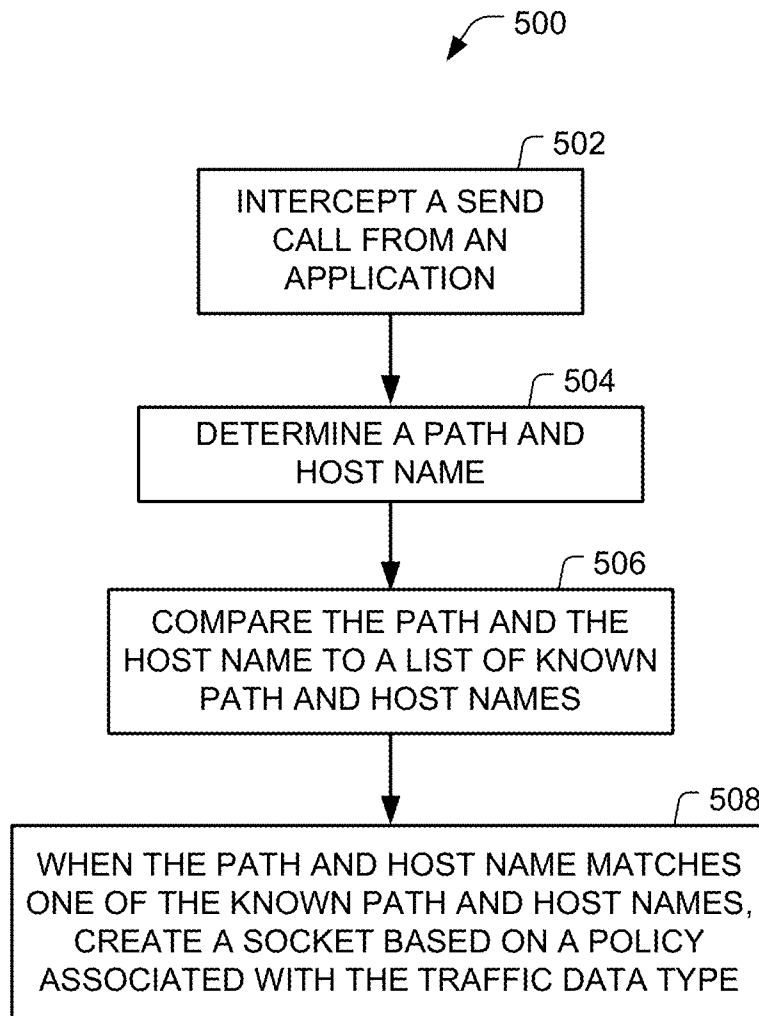 500
502
INTERCEPT A SEND
CALL FROM AN
APPLICATION
504
DETERMINE A PATH AND
HOST NAME
506
COMPARE THE PATH AND THE
HOST NAME TO A LIST OF KNOWN
PATH AND HOST NAMES
508
WHEN THE PATH AND HOST NAME MATCHES
ONE OF THE KNOWN PATH AND HOST NAMES,
CREATE A SOCKET BASED ON A POLICY
ASSOCIATED WITH THE TRAFFIC DATA TYPE